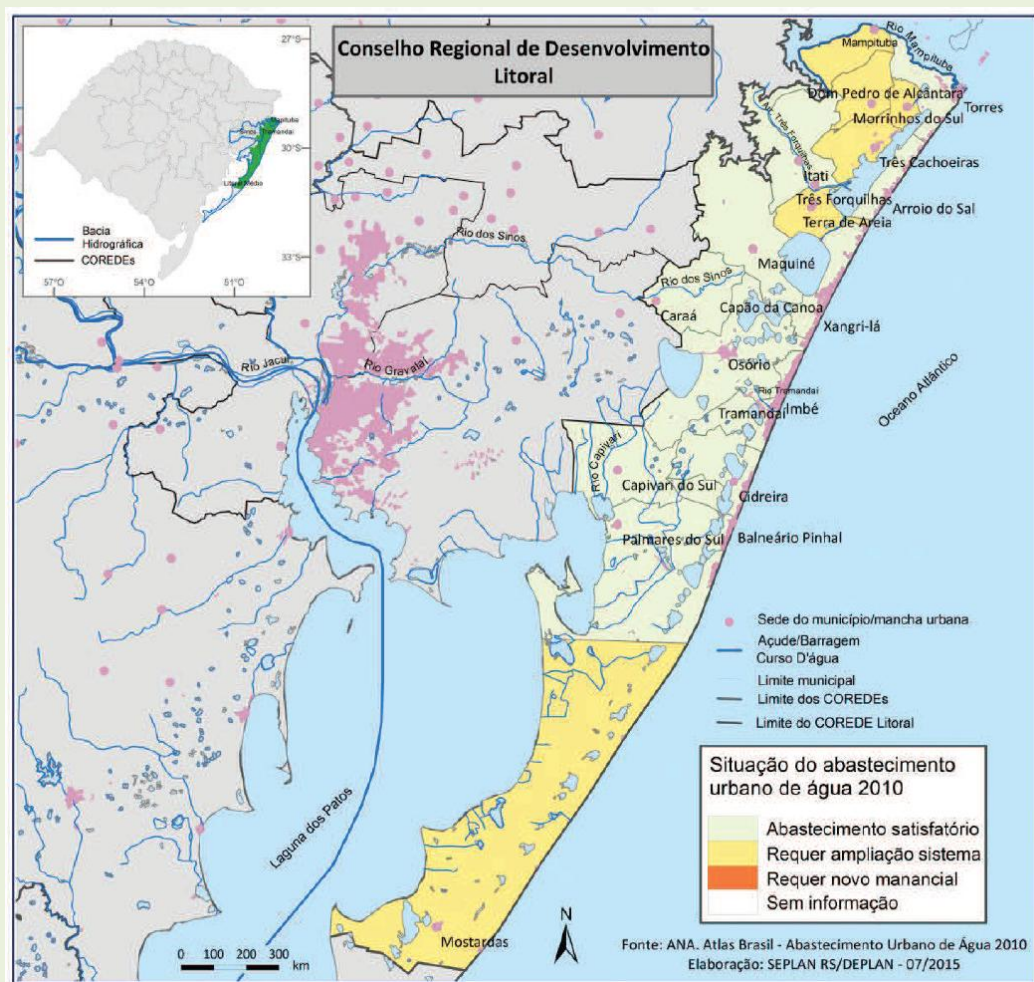 Conselho Regional de Desenvolvimento
Litoral
27°S
30°S
33°S
57°O
54°O
51°O
Mapituba
Sinos
Tramandaí
Litoral Médio
Bacia
Hidrográfica
COREDEs
Rio Mampituba
Mampituba
Dom Pedro de Alcântara
Torres
Morrinhos do Sul
Três Forquilhas
Três Cachoeiras
Itati
Três Forquilhas
Arroio do Sal
Terra de Areia
Rio dos Sinos
Maquiné
Rio dos Sinos
Caraá
Capão da Canoa
Xangri-lá
Rio Jacuí
Rio Gravataí
Osório
Oceano Atlântico
Rio Tramandaí
Tramandaí
Imbé
Rio Capivari
Capivari do Sul
Cidreira
Palmares do Sul
Balneário Pinhal
Sede do município/mancha urbana
Açude/Barragem
Curso D'água
Limite municipal
Limite dos COREDEs
Limite do COREDE Litoral
Situação do abastecimento
urbano de água 2010
Abastecimento satisfatório
Requer ampliação sistema
Requer novo manancial
Sem informação
Laguna dos Patos
Mostardas
N
0 50 100 200 300
km
Fonte: ANA. Atlas Brasil - Abastecimento Urbano de Água 2010
Elaboração: SEPLAN RS/DEPLAN - 07/2015